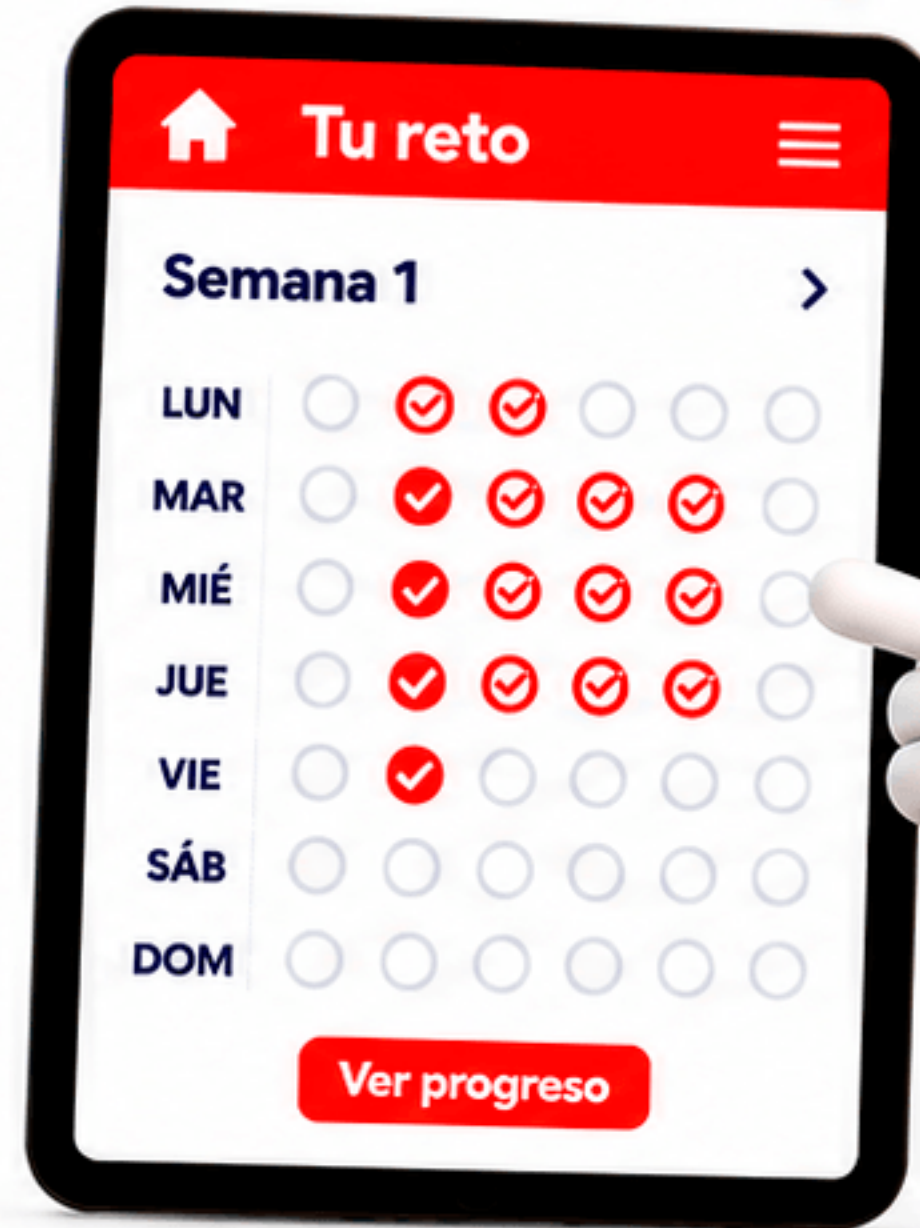 Tu reto
Semana 1
LUN
MAR
MIÉ
JUE
VIE
SÁB
DOM
Ver progreso